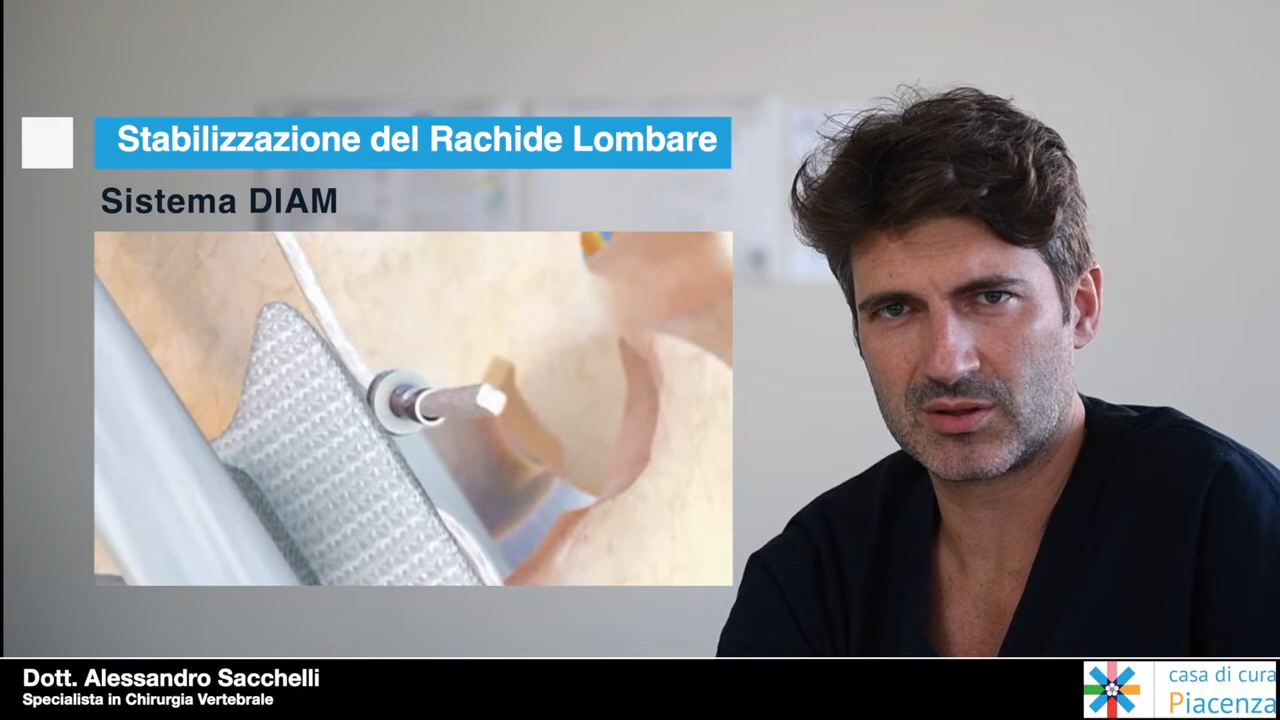 Stabilizzazione del Rachide Lombare
Sistema DIAM
Dott. Alessandro Sacchelli
Specialista in Chirurgia Vertebrale
casa di cura
Piacenza